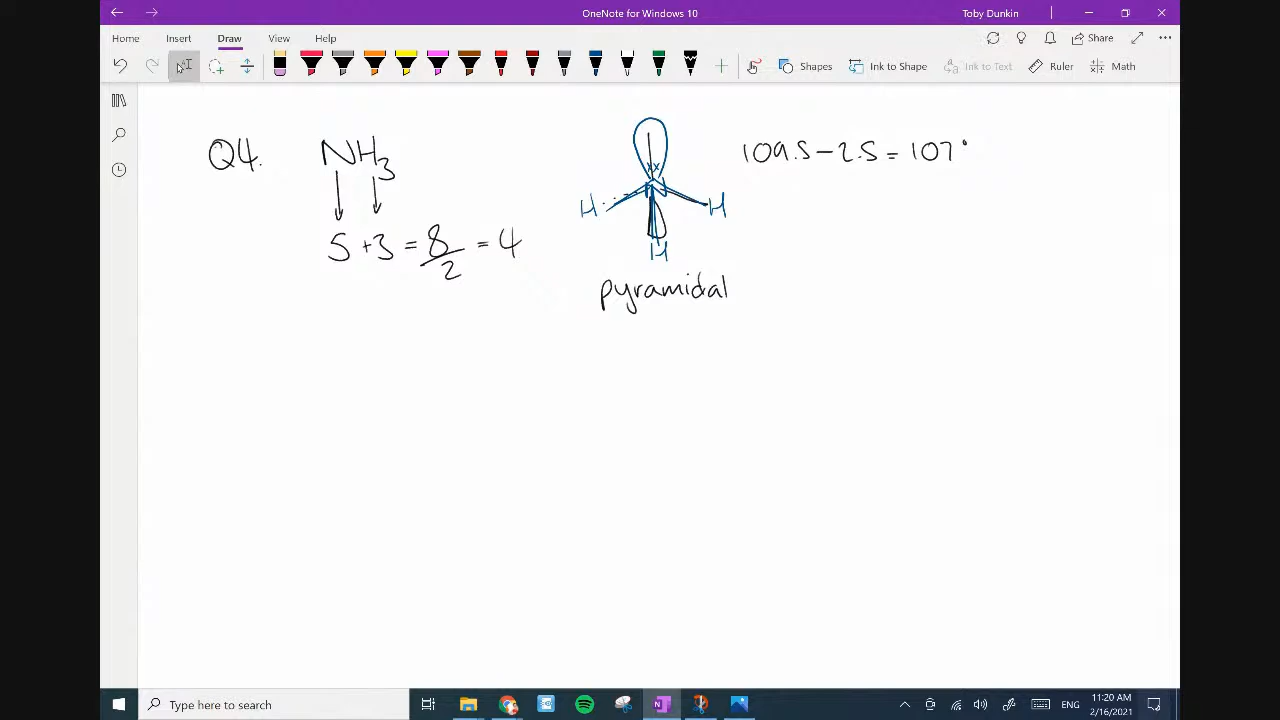 OneNote for Windows 10
Toby Dunkin
Home Insert Draw View Help
Share
Shapes Ink to Shape Ink to Text Ruler Math
Q4. NH3
109.5 - 2.5 = 107°
5 + 3 = 8/2 = 4
H H
H
pyramidal
Type here to search
11:20 AM
2/16/2021